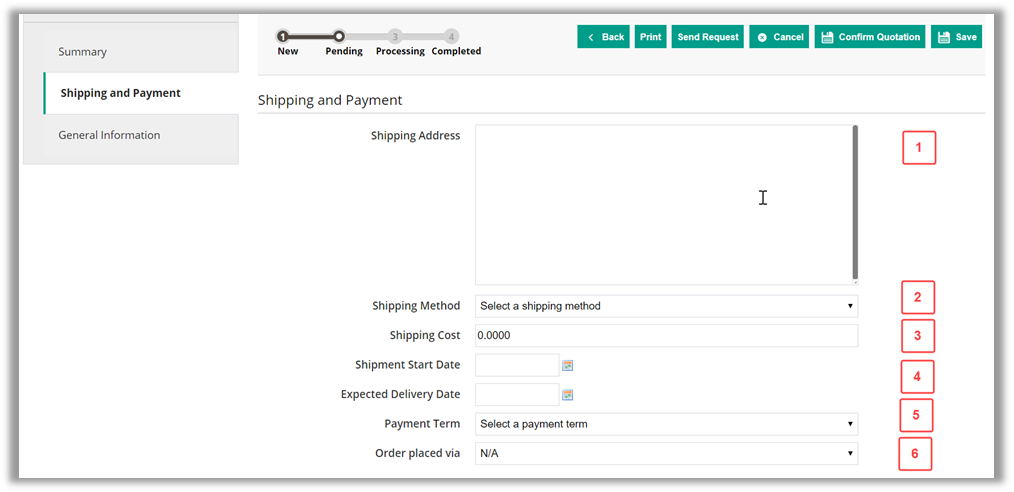 1 3 4
New Pending Processing Completed
Back Print Send Request Cancel Confirm Quotation Save
Summary
Shipping and Payment
General Information
Shipping and Payment
Shipping Address
1
Shipping Method Select a shipping method 2
Shipping Cost 0.0000 3
Shipment Start Date 4
Expected Delivery Date
Payment Term Select a payment term 5
Order placed via N/A 6